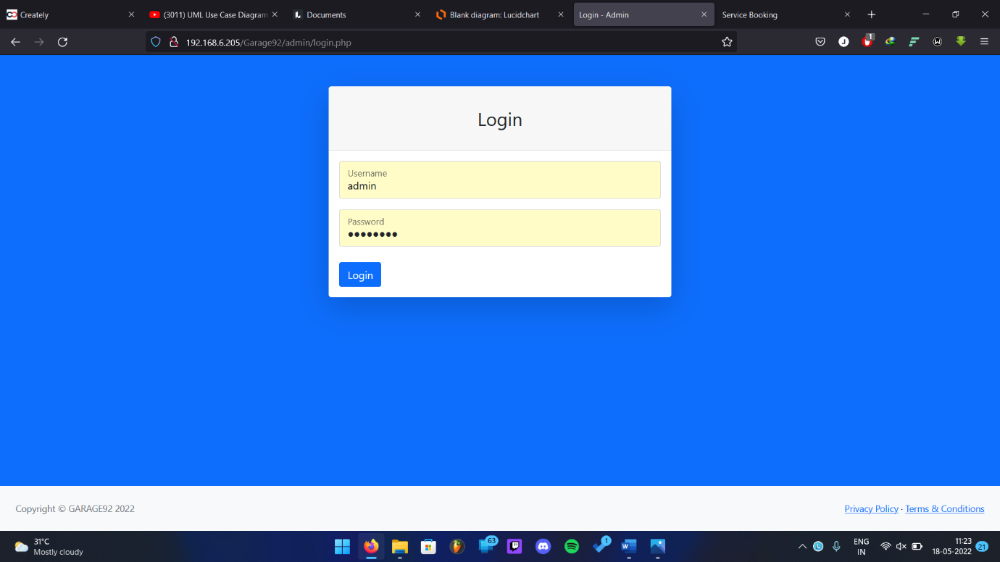 Creately
(3011) UML Use Case Diagram
Documents
Blank diagram: Lucidchart
Login - Admin
Service Booking
192.168.6.205/Garage92/admin/login.php
J
1
Login
Username
admin
Password
●●●●●●●●
Login
Copyright © GARAGE92 2022
Privacy Policy · Terms & Conditions
31°C
Mostly cloudy
63
1
ENG
IN
11:23
18-05-2022
21